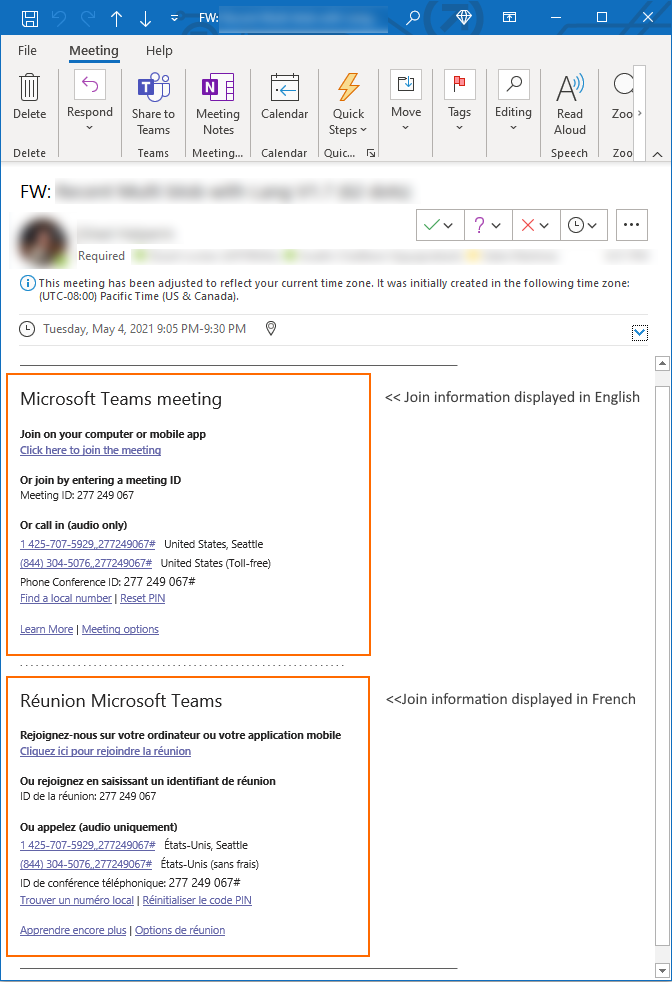 FW:
File Meeting Help
Delete
Respond
Share to Teams
Meeting Notes
Calendar
Quick Steps
Move
Tags
Editing
Read Aloud
Zoo
Delete Teams Meeting... Calendar Quic... Speech Zoo
FW:
Required
This meeting has been adjusted to reflect your current time zone. It was initially created in the following time zone:
(UTC-08:00) Pacific Time (US & Canada).
Tuesday, May 4, 2021 9:05 PM-9:30 PM
Microsoft Teams meeting
<< Join information displayed in English
Join on your computer or mobile app
Click here to join the meeting
Or join by entering a meeting ID
Meeting ID: 277 249 067
Or call in (audio only)
1 425-707-5929,,277249067# United States, Seattle
(844) 304-5076,,277249067# United States (Toll-free)
Phone Conference ID: 277 249 067#
Find a local number | Reset PIN
Learn More | Meeting options
Réunion Microsoft Teams
<<Join information displayed in French
Rejoignez-nous sur votre ordinateur ou votre application mobile
Cliquez ici pour rejoindre la réunion
Ou rejoignez en saisissant un identifiant de réunion
ID de la réunion: 277 249 067
Ou appelez (audio uniquement)
1 425-707-5929,,277249067# États-Unis, Seattle
(844) 304-5076,,277249067# États-Unis (sans frais)
ID de conférence téléphonique: 277 249 067#
Trouver un numéro local | Réinitialiser le code PIN
Apprendre encore plus | Options de réunion